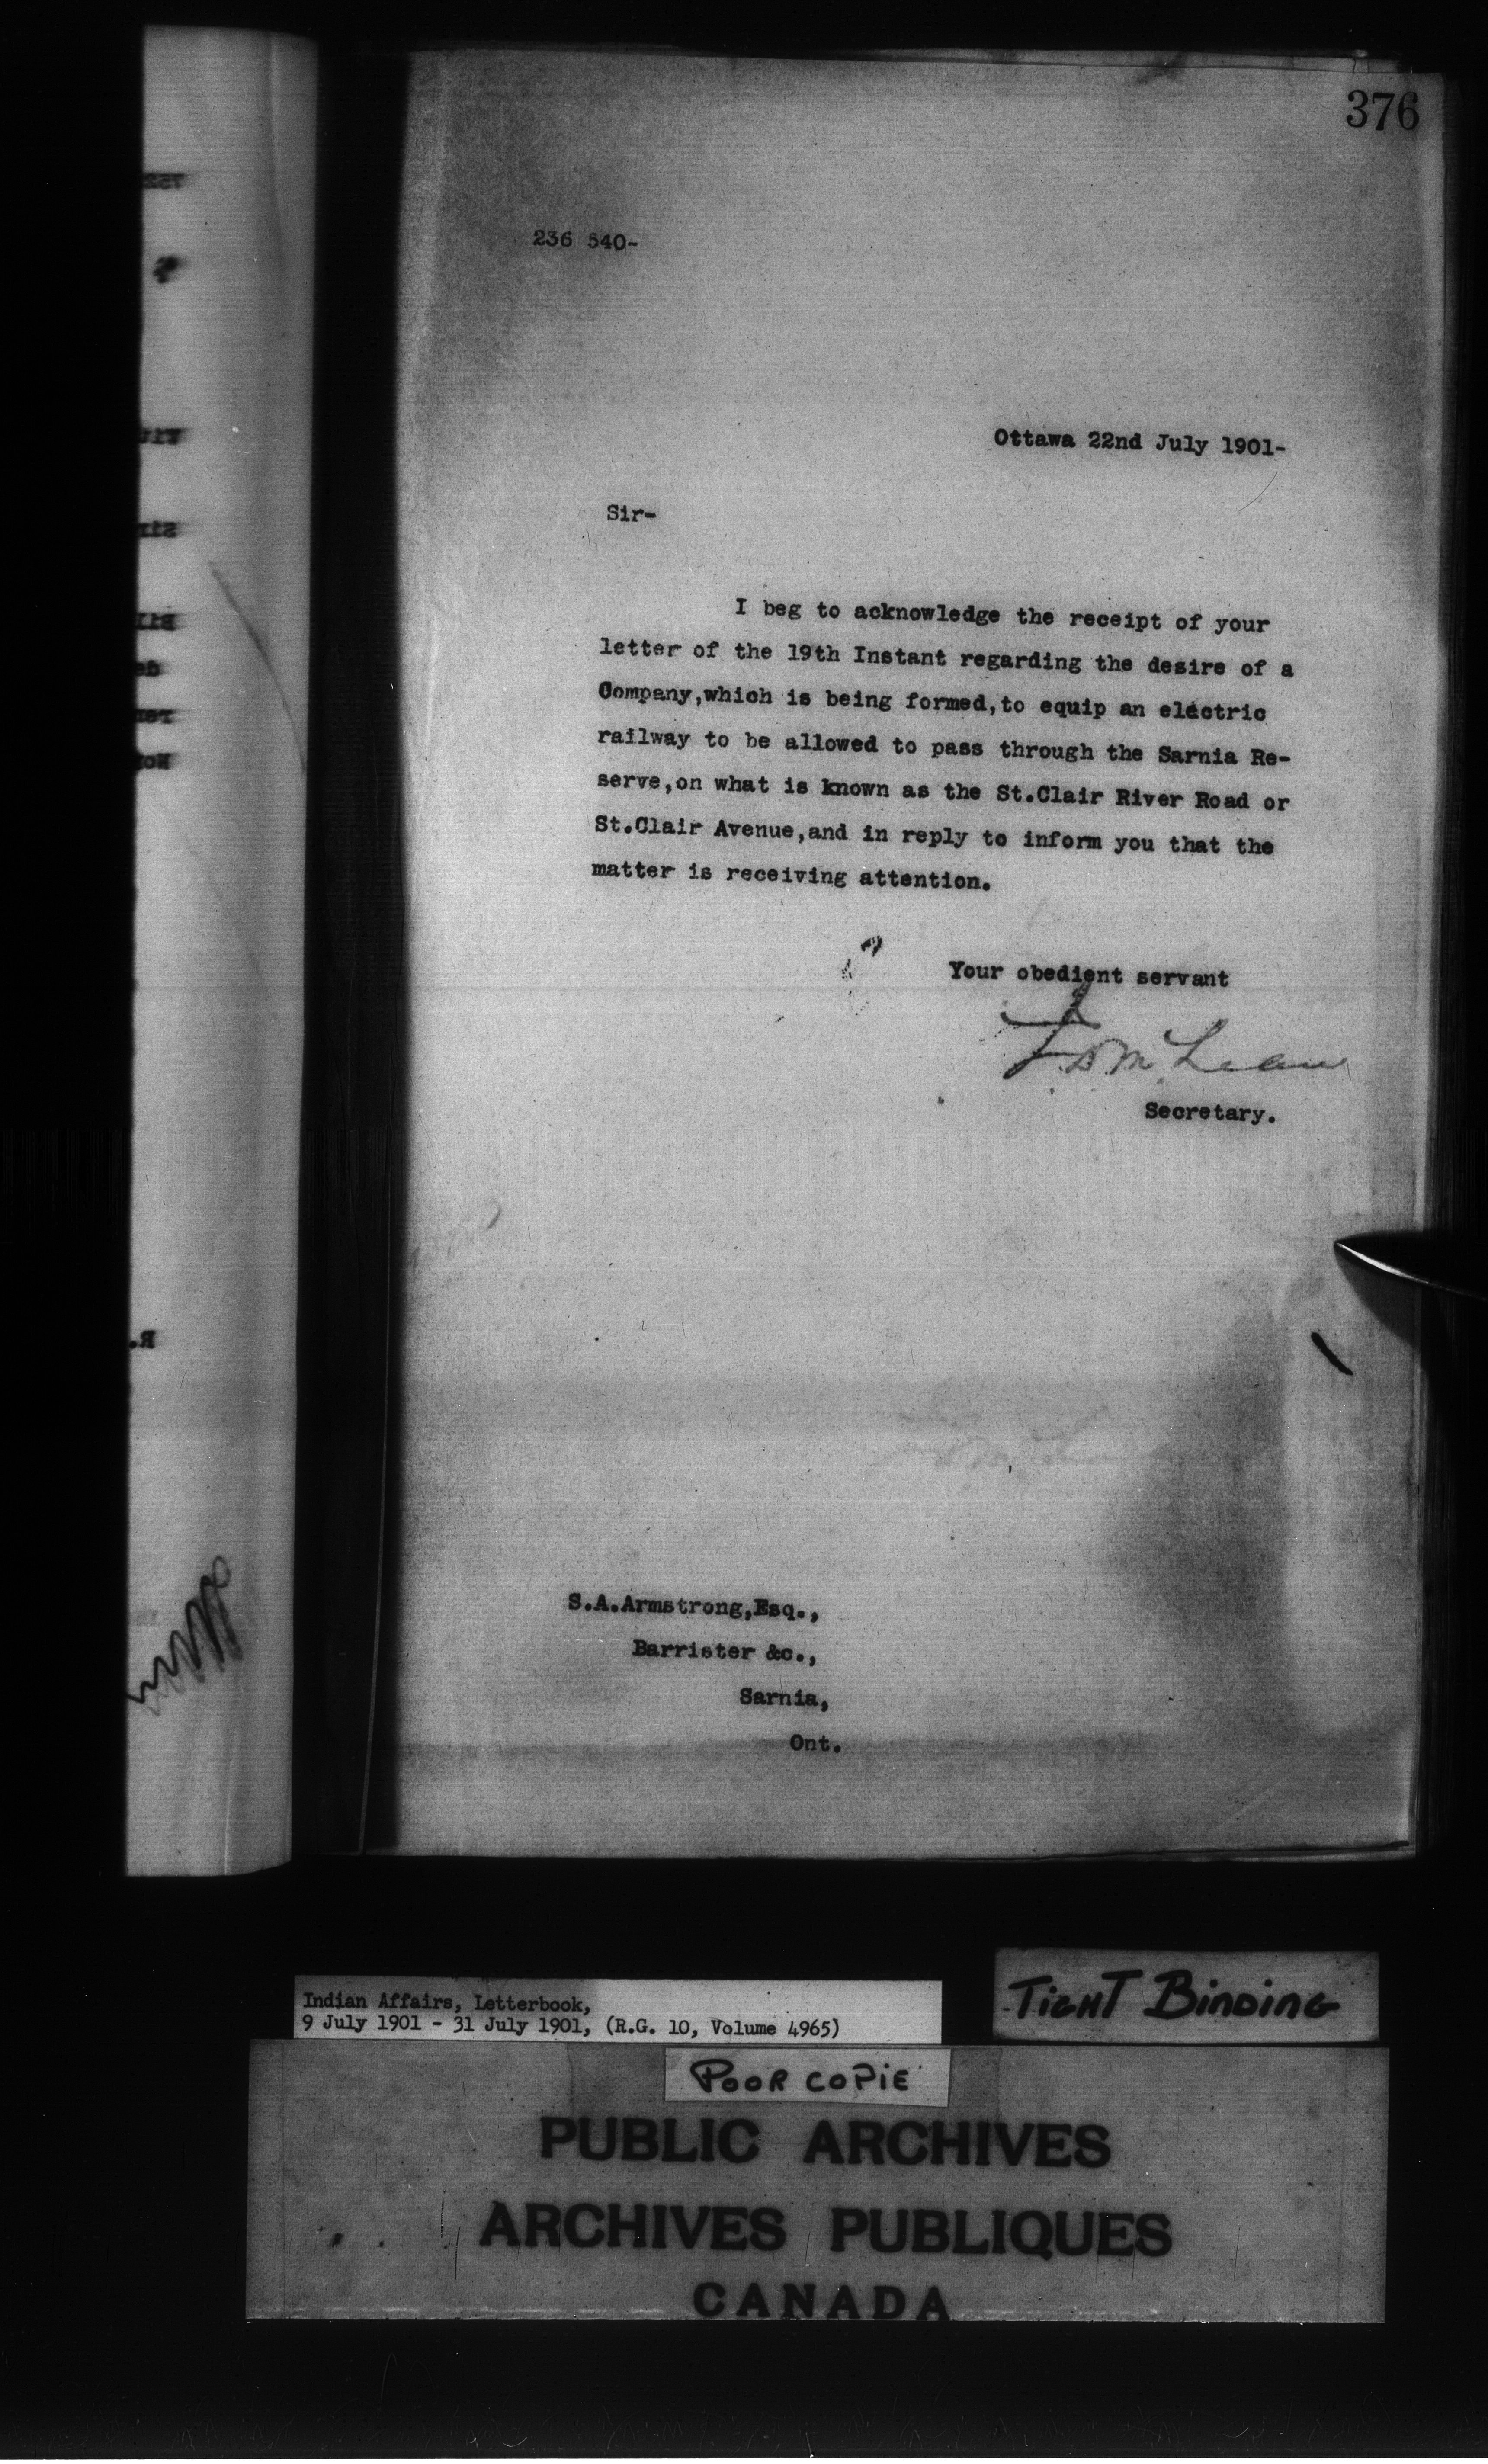 376
236 540-
Ottawa 22nd July 1901-
Sir-
I beg to acknowledge the receipt of your
letter of the 19th Instant regarding the desire of a
Company,which is being formed,to equip an electric
railway to be allowed to pass through the Sarnia Re-
serve,on what is known as the St.Clair River Road or
St.Clair Avenue,and in reply to inform you that the
matter is receiving attention.
Your obedient servant
J.D. McLean
Secretary.
S.A.Armstrong,Esq.,
Barrister &c.,
Sarnia,
Ont.
Indian Affairs, Letterbook,
9 July 1901 - 31 July 1901, (R.G. 10, Volume 4965)
TIGHT BINDING
POOR COPIE
PUBLIC ARCHIVES
ARCHIVES PUBLIQUES
CANADA